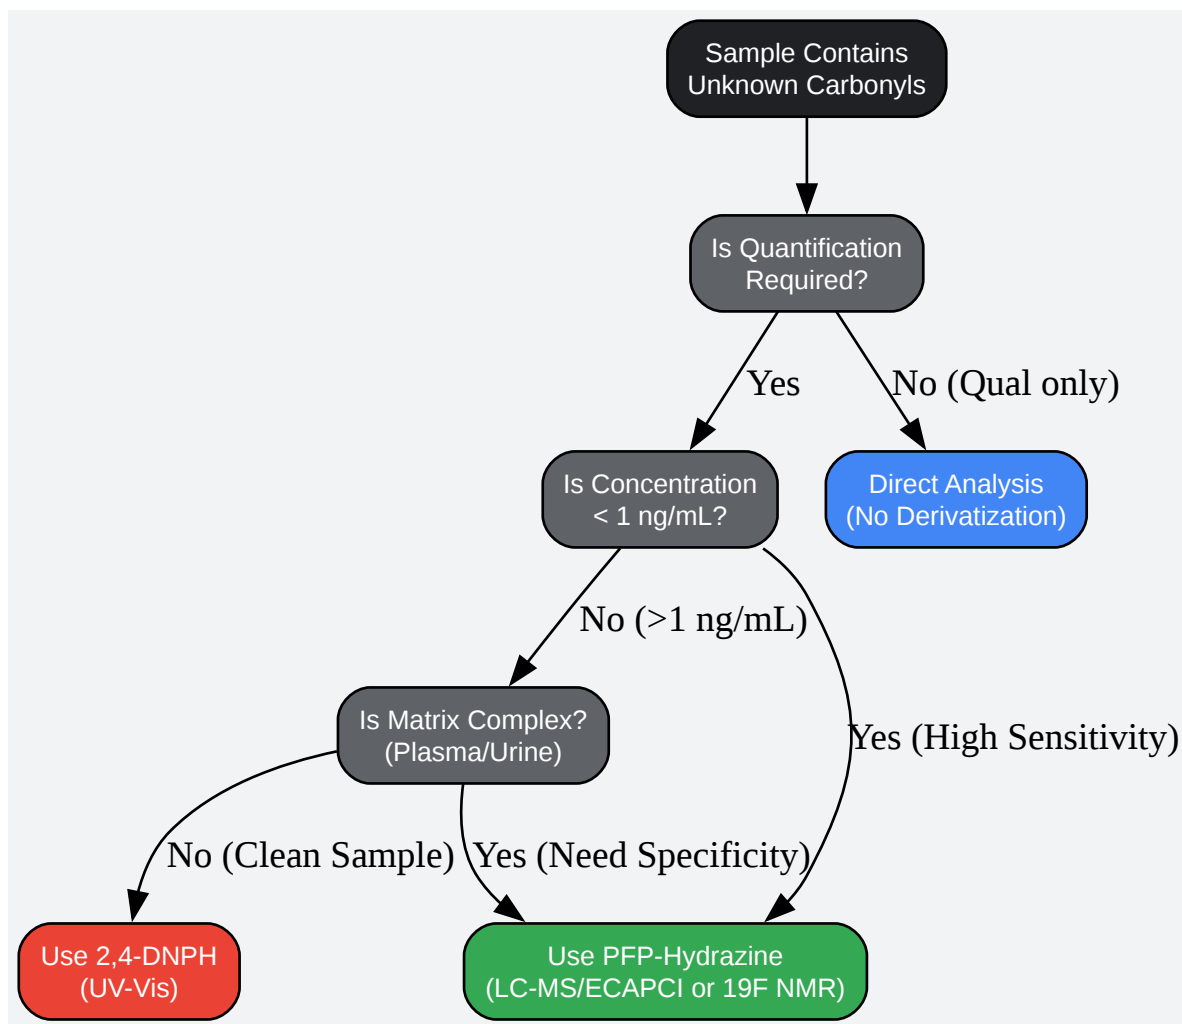 Sample Contains
Unknown Carbonyls
Is Quantification
Required?
Yes
No (Qual only)
Is Concentration
< 1 ng/mL?
Direct Analysis
(No Derivatization)
No (>1 ng/mL)
Is Matrix Complex?
(Plasma/Urine)
Yes (High Sensitivity)
No (Clean Sample)
Yes (Need Specificity)
Use 2,4-DNPH
(UV-Vis)
Use PFP-Hydrazine
(LC-MS/ECAPCI or 19F NMR)